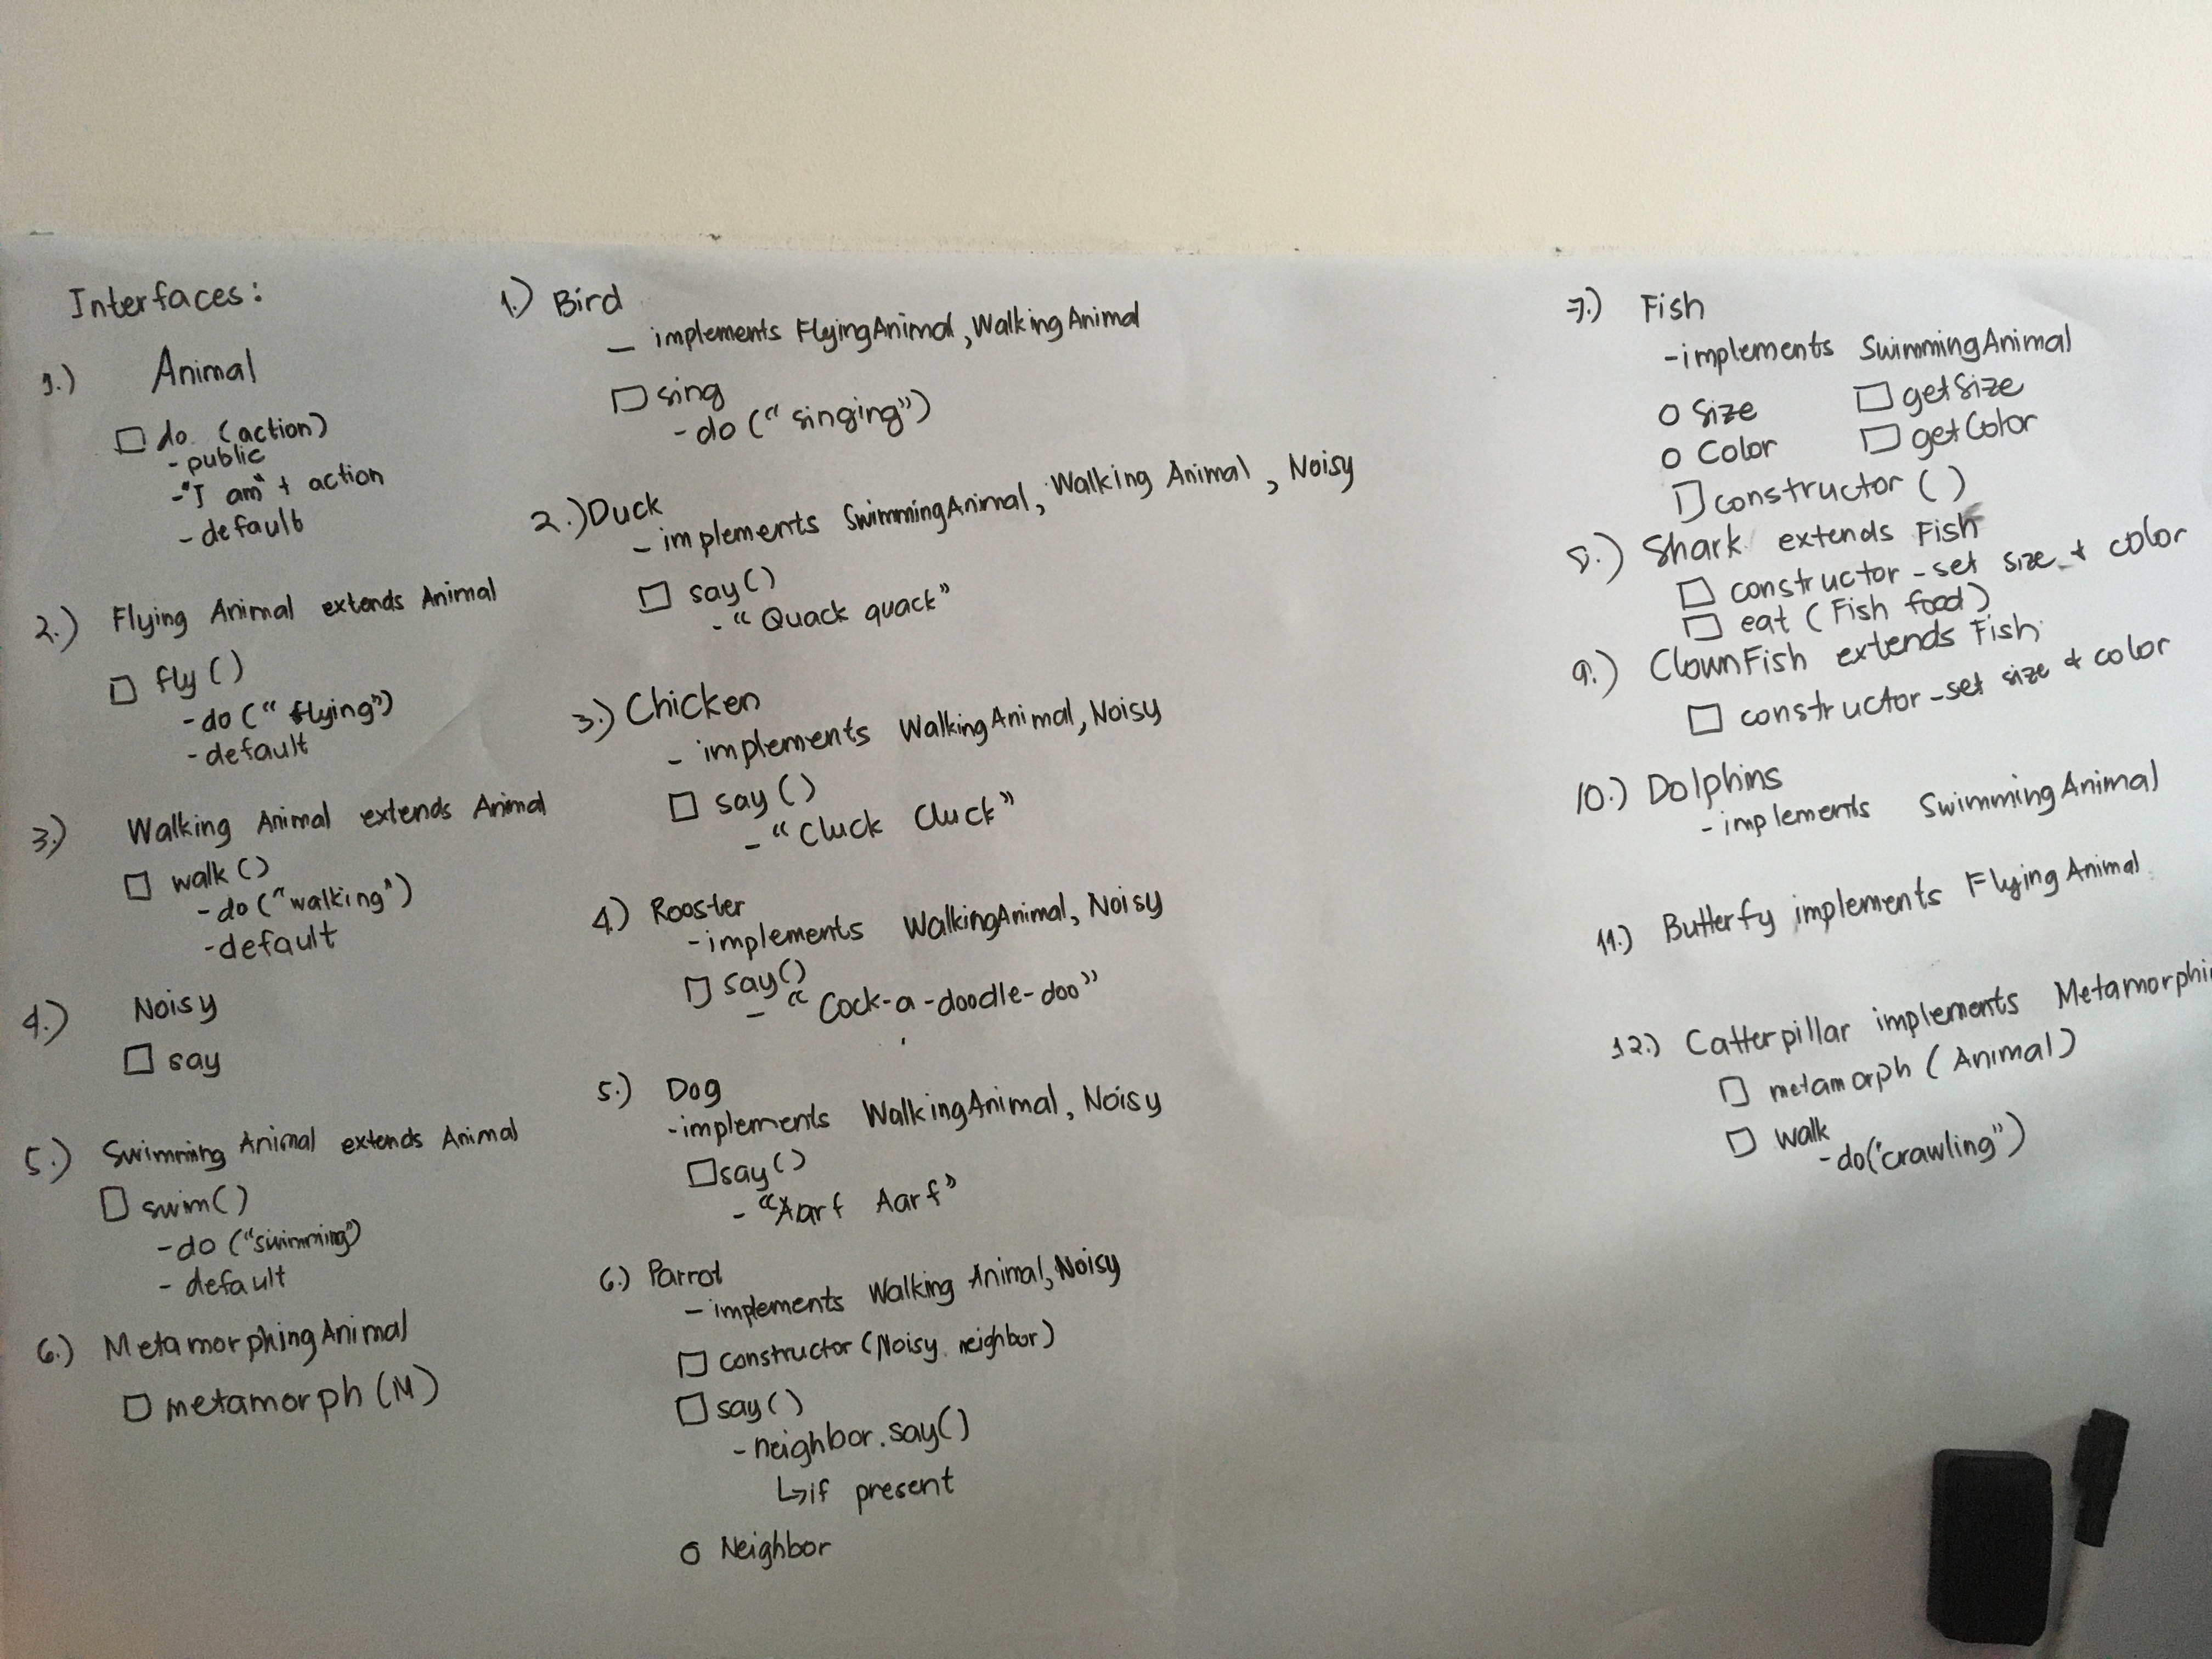 Interfaces:
1.) Animal
do (action)
- public
- "I am" + action
- default
2.) Flying Animal extends Animal
fly()
- do("flying")
- default
3.) Walking Animal extends Animal
walk()
- do("walking")
- default
4.) Noisy
say
5.) Swimming Animal extends Animal
swim()
- do("swimming")
- default
6.) MetamorphingAnimal
metamorph(M)
1.) Bird
- implements FlyingAnimal, WalkingAnimal
sing
- do("singing")
2.) Duck
- implements SwimmingAnimal, Walking Animal, Noisy
say()
- "Quack quack"
3.) Chicken
- implements WalkingAnimal, Noisy
say()
- "Cluck Cluck"
4.) Rooster
- implements WalkingAnimal, Noisy
say()
- "Cock-a-doodle-doo"
5.) Dog
- implements WalkingAnimal, Noisy
say()
- "Aarf Aarf"
6.) Parrot
- implements Walking Animal, Noisy
constructor(Noisy neighbor)
say()
- neighbor.say()
↳ if present
o Neighbor
7.) Fish
- implements SwimmingAnimal
o Size getSize
o Color getColor
constructor()
8.) Shark extends Fish
constructor - set size & color
eat (Fish food)
9.) ClownFish extends Fish
constructor - set size & color
10.) Dolphins
- implements SwimmingAnimal
11.) Butterfy implements FlyingAnimal
12.) Catterpillar implements Metamorphi
metamorph(Animal)
walk
- do("crawling")